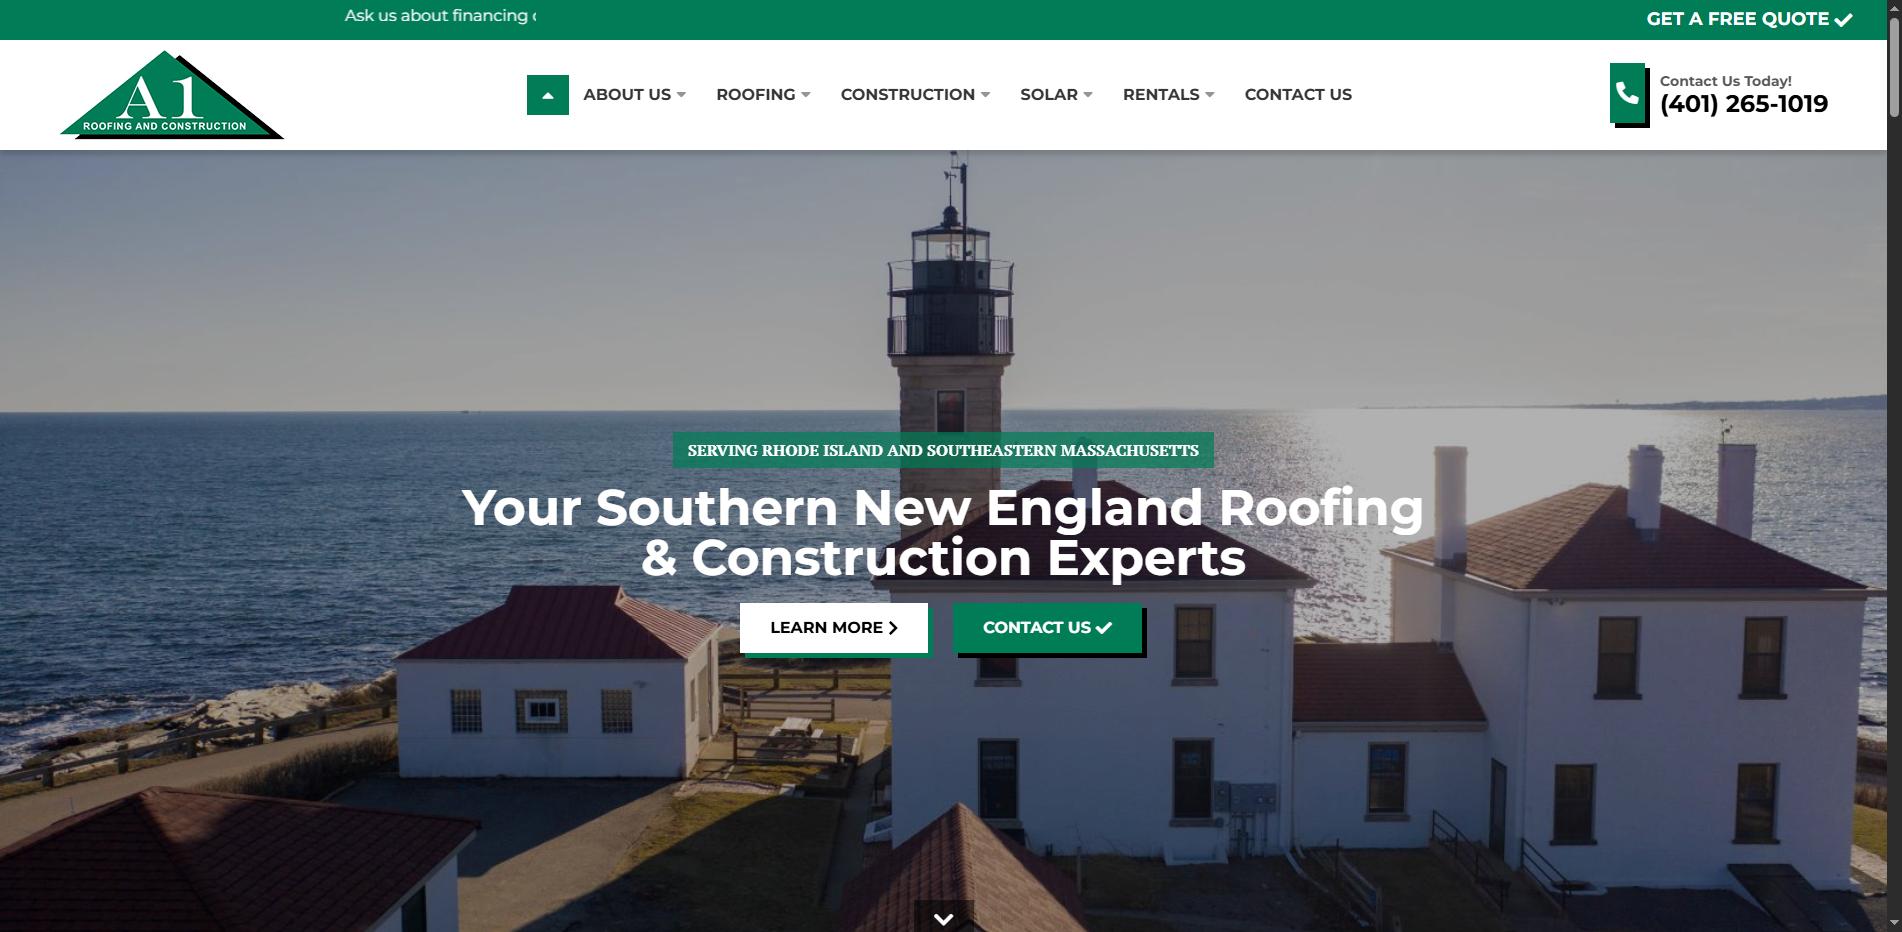 Ask us about financing
GET A FREE QUOTE
A1
ROOFING AND CONSTRUCTION
ABOUT US
ROOFING
CONSTRUCTION
SOLAR
RENTALS
CONTACT US
Contact Us Today!
(401) 265-1019
SERVING RHODE ISLAND AND SOUTHEASTERN MASSACHUSETTS
Your Southern New England Roofing
& Construction Experts
LEARN MORE
CONTACT US